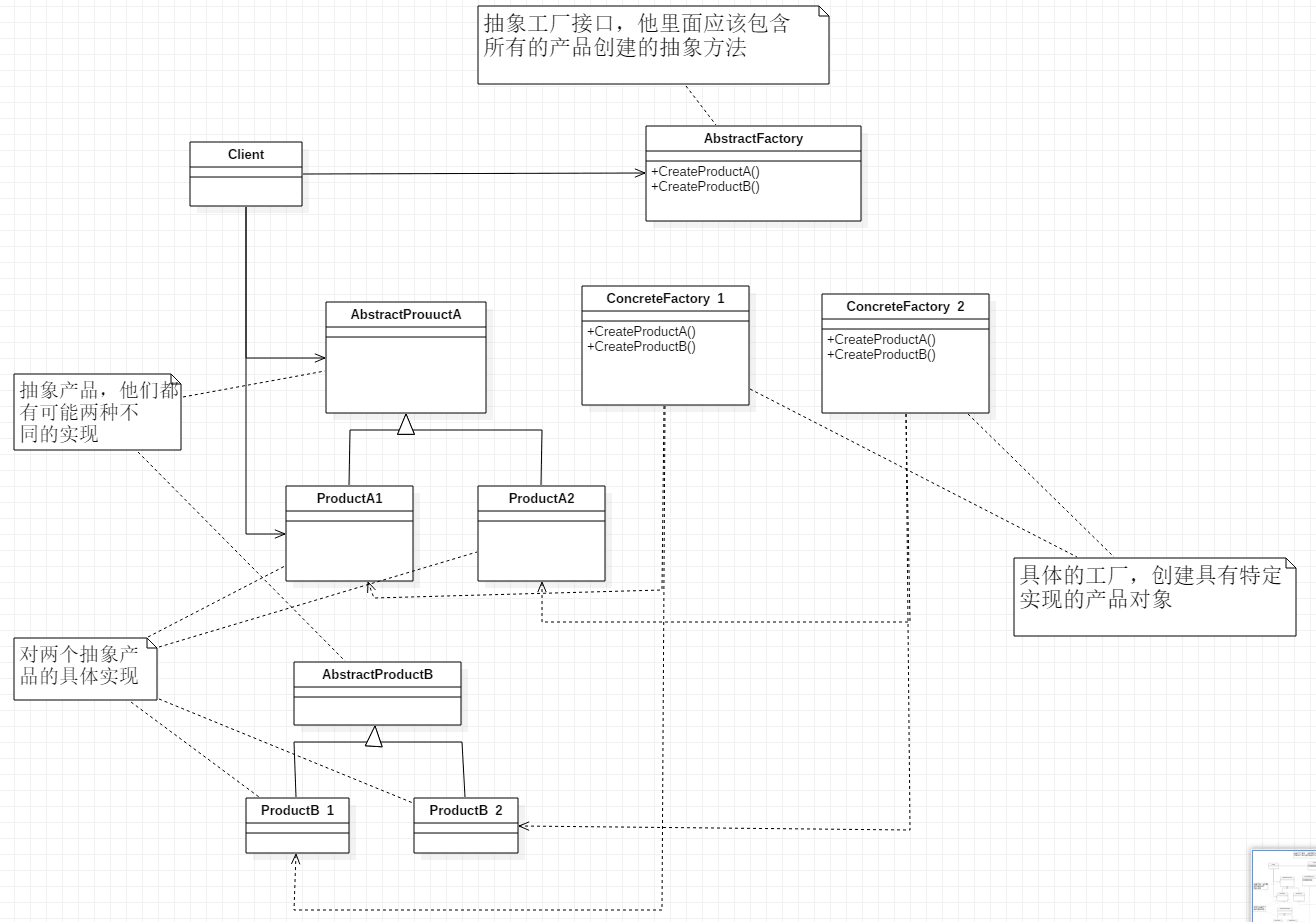 抽象工厂接口，他里面应该包含
所有的产品创建的抽象方法
AbstractFactory
+CreateProductA()
+CreateProductB()
Client
ConcreteFactory 1
+CreateProductA()
+CreateProductB()
ConcreteFactory 2
+CreateProductA()
+CreateProductB()
AbstractProuuctA
抽象产品，他们都
有可能两种不
同的实现
ProductA1
ProductA2
具体的工厂，创建具有特定
实现的产品对象
对两个抽象产
品的具体实现
AbstractProductB
ProductB 1
ProductB 2